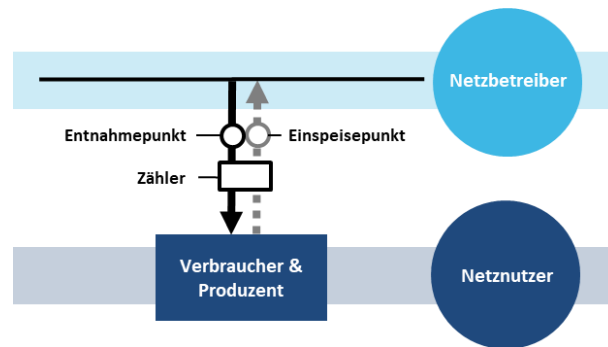 Netzbetreiber
Entnahmepunkt
Einspeisepunkt
Zähler
Verbraucher &
Produzent
Netznutzer